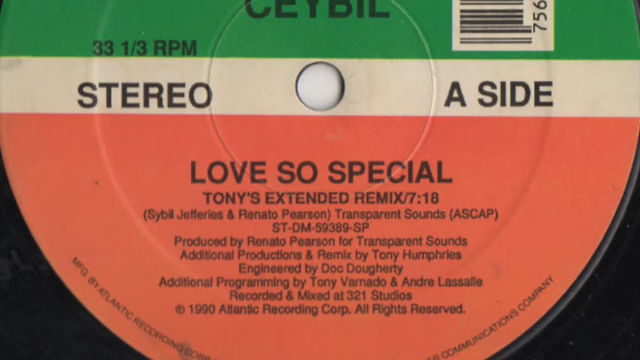 CEYBIL
33 1/3 RPM
756
STEREO
A SIDE
LOVE SO SPECIAL
TONY'S EXTENDED REMIX/7:18
(Sybil Jefferies & Renato Pearson) Transparent Sounds (ASCAP)
ST-DM-59389-SP
Produced by Renato Pearson for Transparent Sounds
Additional Productions & Remix by Tony Humphries
Engineered by Doc Dougherty
Additional Programming by Tony Varnado & Andre Lassalle
Recorded & Mixed at 321 Studios
℗ 1990 Atlantic Recording Corp. All Rights Reserved.
MFG. BY ATLANTIC RECORDING COMMUNICATIONS COMPANY